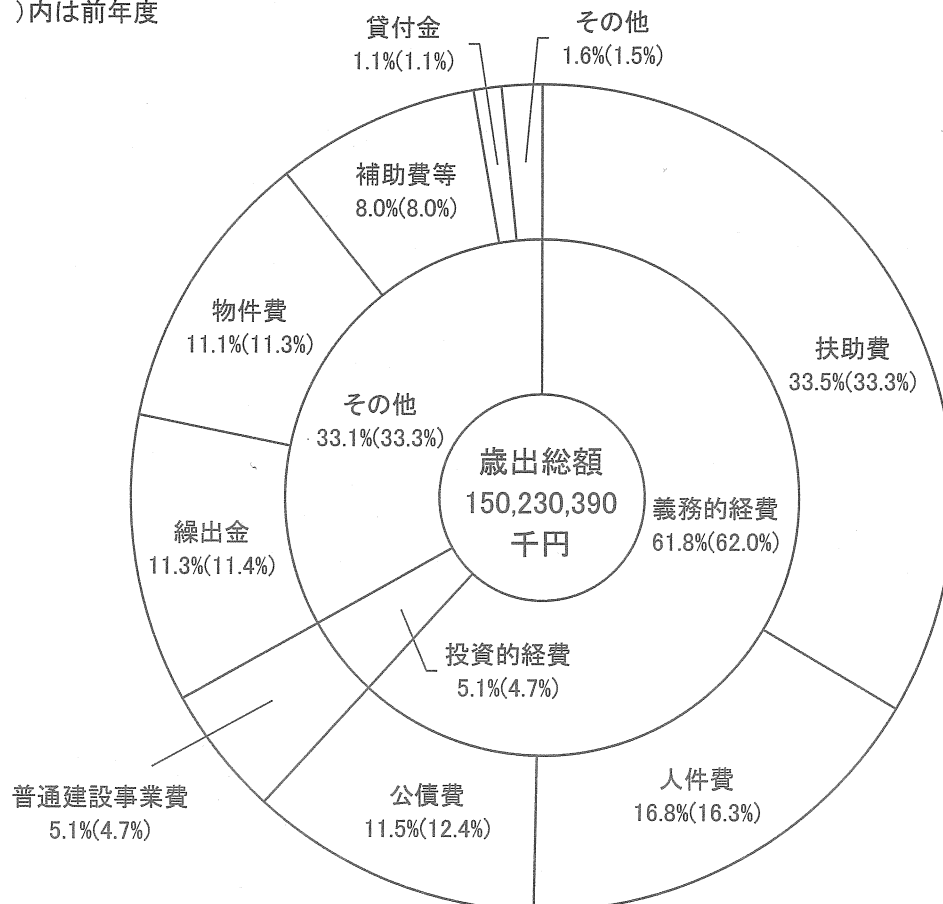 )内は前年度
貸付金
1.1%(1.1%)
その他
1.6%(1.5%)
補助費等
8.0%(8.0%)
物件費
11.1%(11.3%)
扶助費
33.5%(33.3%)
その他
33.1%(33.3%)
歳出総額
150,230,390
千円
義務的経費
61.8%(62.0%)
繰出金
11.3%(11.4%)
投資的経費
5.1%(4.7%)
普通建設事業費
5.1%(4.7%)
公債費
11.5%(12.4%)
人件費
16.8%(16.3%)